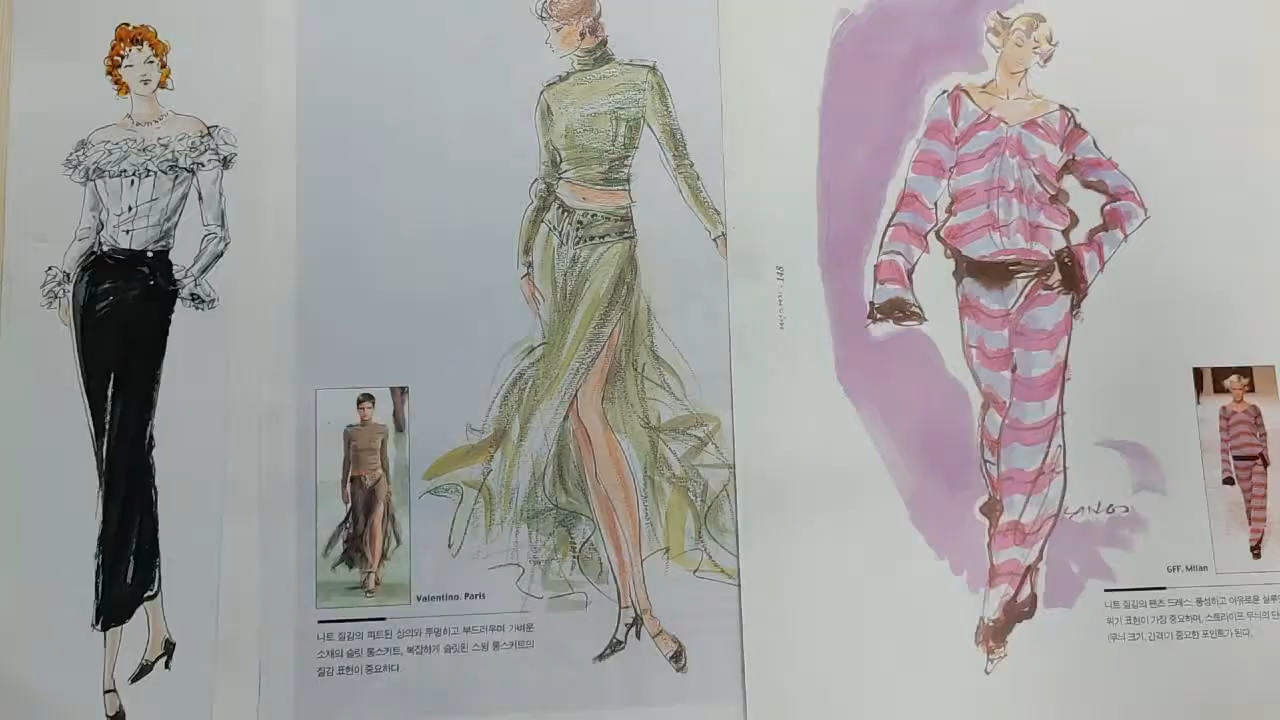 Valentino. Paris
니트 질감의 피트된 상의와 투명하고 부드러우며 가벼운
소재의 슬릿 롱스커트, 복잡하게 슬릿된 스윙 롱스커트의
질감 표현이 중요하다.
148
GFF. Milan
니트 질감의 팬츠 드레스. 풍성하고 여유로운 실루
위기 표현이 가장 중요하며, 스트라이프 무늬의 단
(무늬 크기, 간격)이 중요한 포인트가 된다.